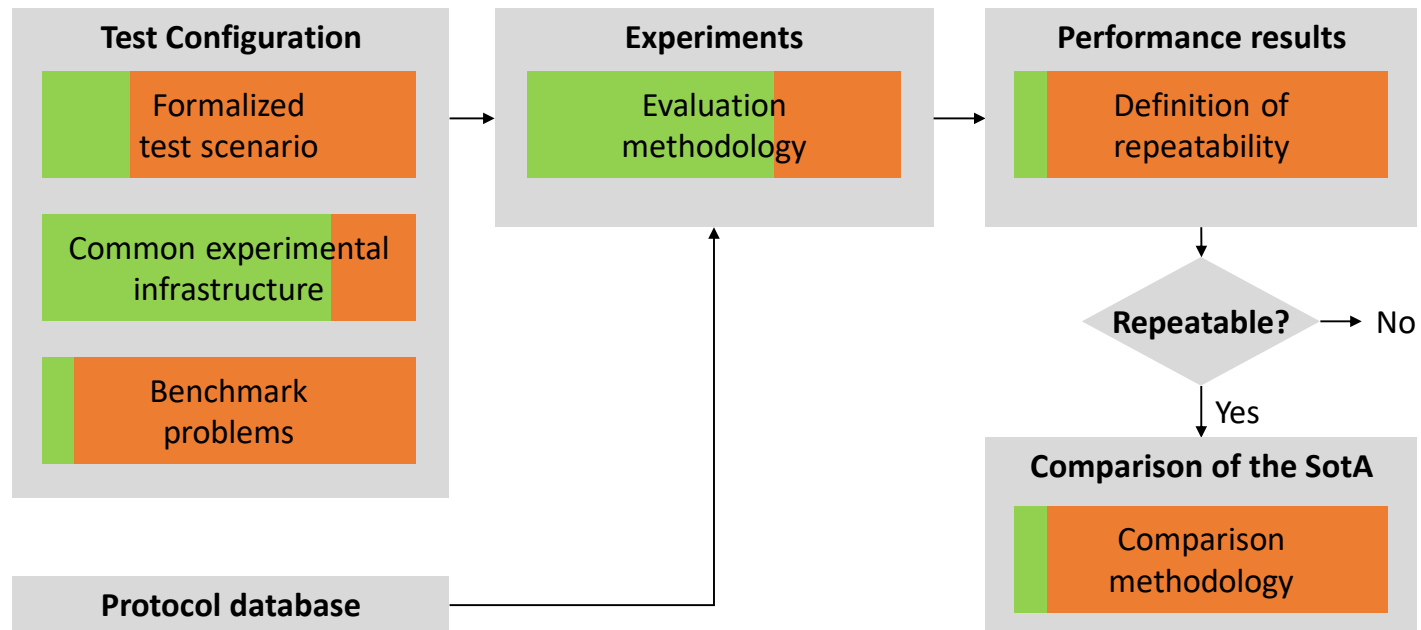 Test Configuration
Formalized
test scenario
Common experimental
infrastructure
Benchmark
problems
Protocol database
Experiments
Evaluation
methodology
Performance results
Definition of
repeatability
Repeatable?
No
Yes
Comparison of the SotA
Comparison
methodology